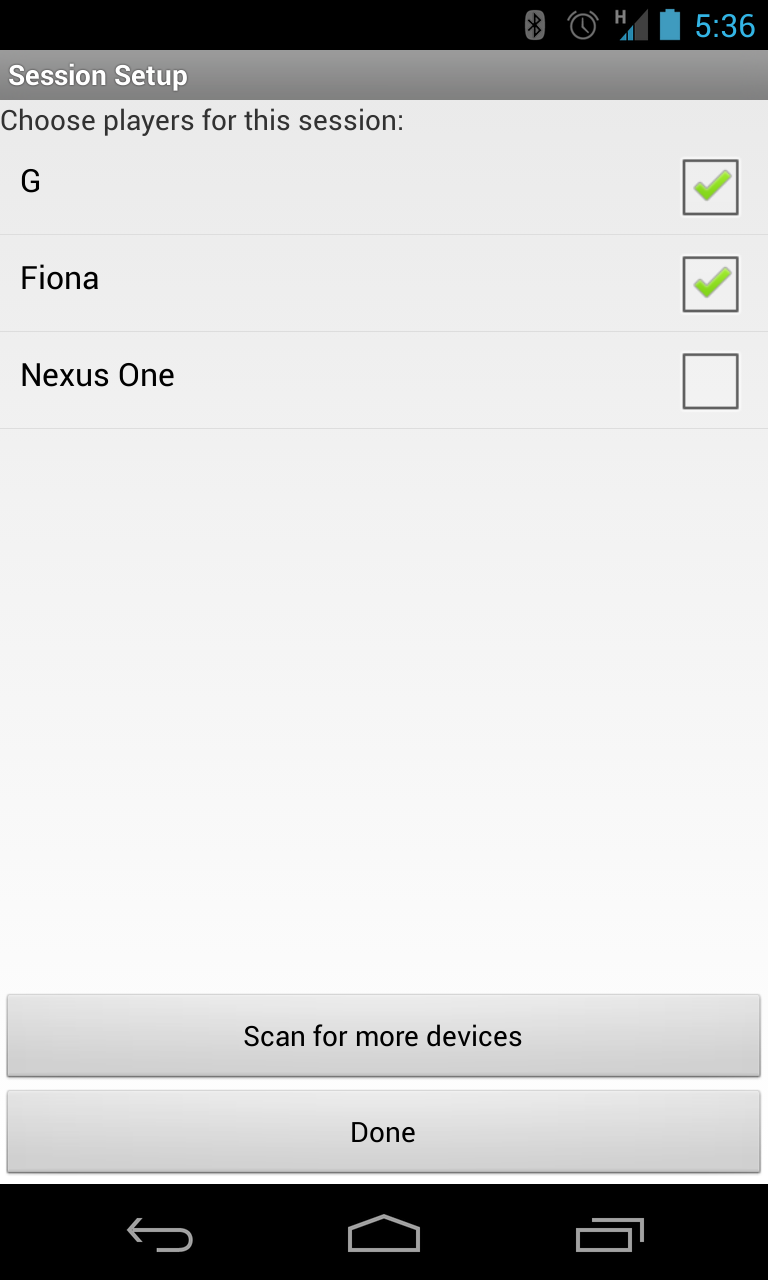 H 5:36
Session Setup
Choose players for this session:
G
Fiona
Nexus One
Scan for more devices
Done